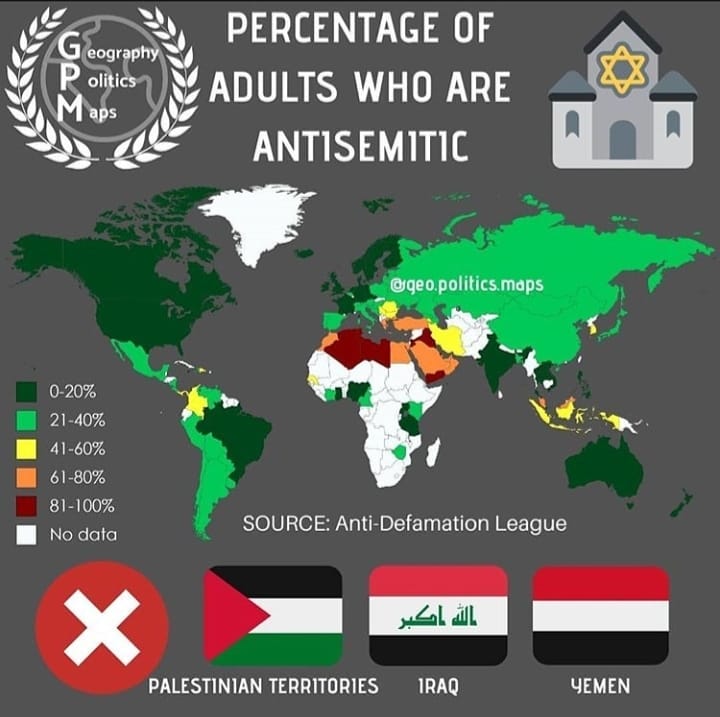 Geography
Politics
Maps
PERCENTAGE OF
ADULTS WHO ARE
ANTISEMITIC
@geo.politics.maps
0-20%
21-40%
41-60%
61-80%
81-100%
No data
SOURCE: Anti-Defamation League
الله اكبر
PALESTINIAN TERRITORIES
IRAQ
YEMEN